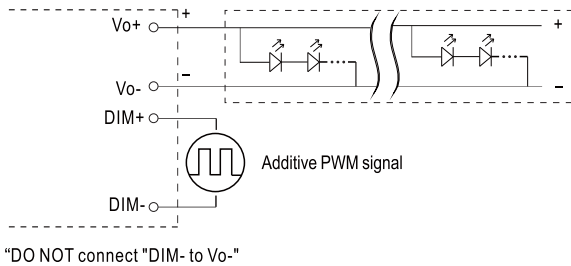 Vo+
+
+
Vo-
−
−
DIM+
Additive PWM signal
DIM-
“DO NOT connect "DIM- to Vo-"